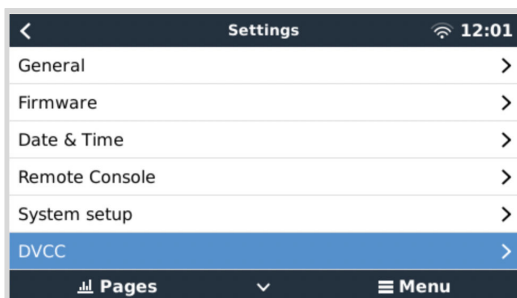 Settings 12:01
General
Firmware
Date & Time
Remote Console
System setup
DVCC
Pages Menu